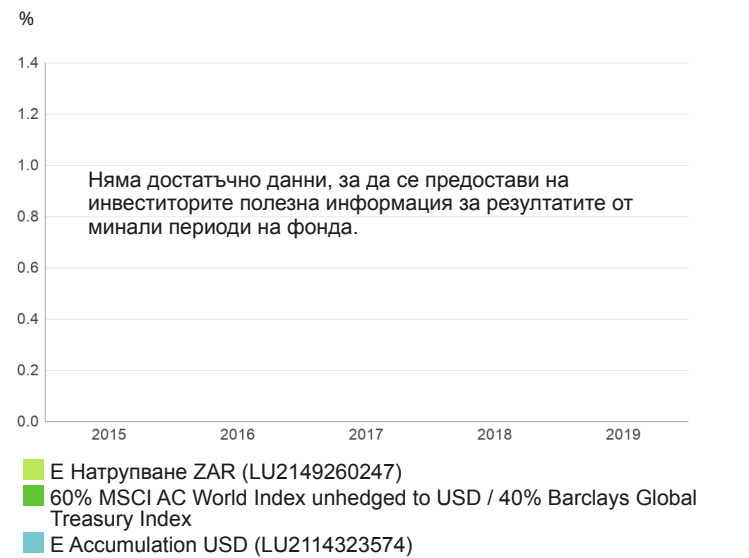 %
1.4
1.2
1.0
Няма достатъчно данни, за да се предостави на
инвеститорите полезна информация за резултатите от
минали периоди на фонда.
0.8
0.6
0.4
0.2
0.0
2015 2016 2017 2018 2019
Е Натрупване ZAR (LU2149260247)
60% MSCI AC World Index unhedged to USD / 40% Barclays Global
Treasury Index
E Accumulation USD (LU2114323574)